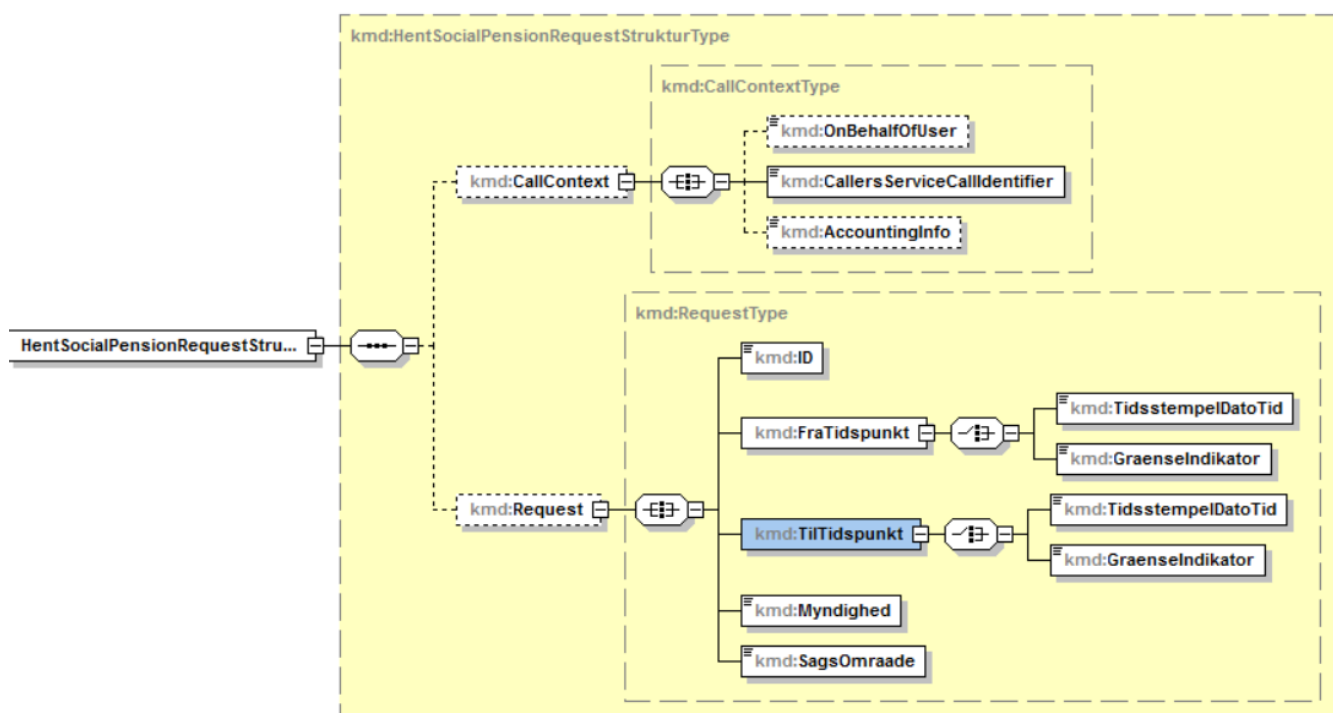 kmd:HentSocialPensionRequestStrukturType
kmd:CallContextType
kmd:OnBehalfOfUser
kmd:CallContext
kmd:CallersServiceCallIdentifier
kmd:AccountingInfo
kmd:RequestType
HentSocialPensionRequestStru...
kmd:ID
kmd:TidsstempelDatoTid
kmd:FraTidspunkt
kmd:GraenseIndikator
kmd:Request
kmd:TidsstempelDatoTid
kmd:TilTidspunkt
kmd:GraenseIndikator
kmd:Myndighed
kmd:SagsOmraade